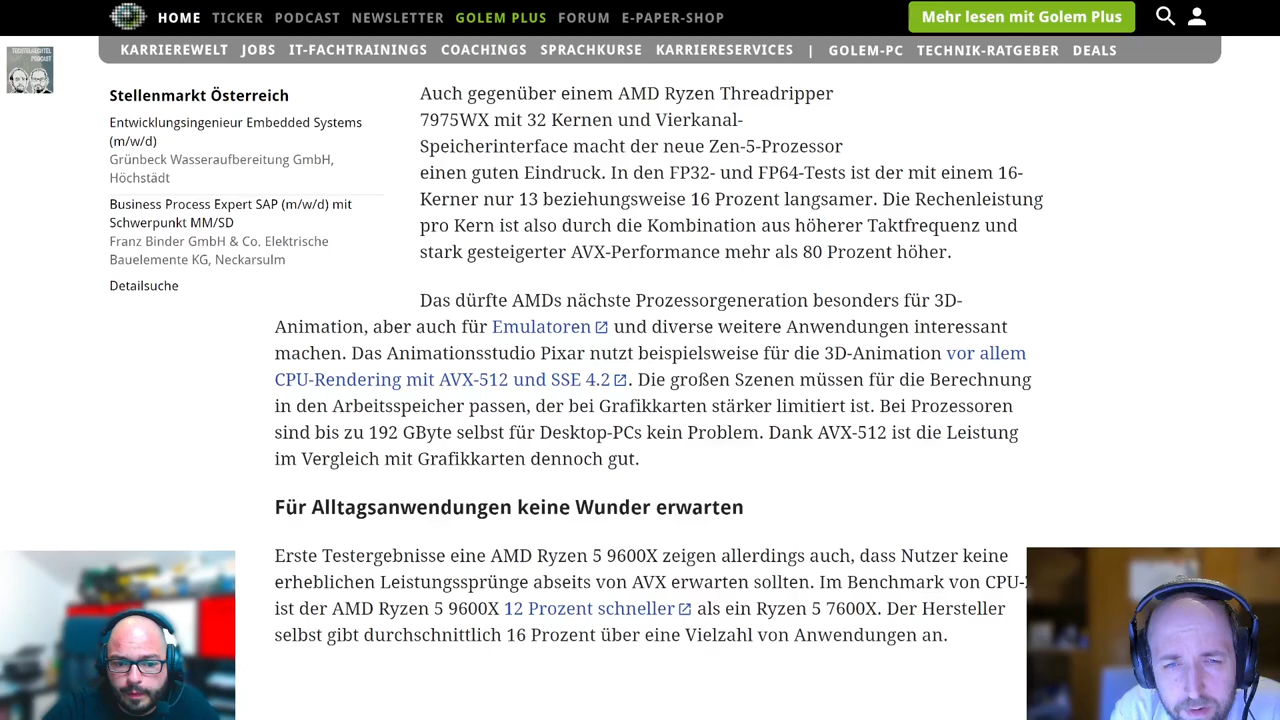 HOME TICKER PODCAST NEWSLETTER GOLEM PLUS FORUM E-PAPER-SHOP Mehr lesen mit Golem Plus
KARRIEREWELT JOBS IT-FACHTRAININGS COACHINGS SPRACHKURSE KARRIERESERVICES | GOLEM-PC TECHNIK-RATGEBER DEALS
TECHTELMECHTEL
PODCAST
Stellenmarkt Österreich
Entwicklungsingenieur Embedded Systems
(m/w/d)
Grünbeck Wasseraufbereitung GmbH,
Höchstädt
Business Process Expert SAP (m/w/d) mit
Schwerpunkt MM/SD
Franz Binder GmbH & Co. Elektrische
Bauelemente KG, Neckarsulm
Detailsuche
Auch gegenüber einem AMD Ryzen Threadripper
7975WX mit 32 Kernen und Vierkanal-
Speicherinterface macht der neue Zen-5-Prozessor
einen guten Eindruck. In den FP32- und FP64-Tests ist der mit einem 16-
Kerner nur 13 beziehungsweise 16 Prozent langsamer. Die Rechenleistung
pro Kern ist also durch die Kombination aus höherer Taktfrequenz und
stark gesteigerter AVX-Performance mehr als 80 Prozent höher.
Das dürfte AMDs nächste Prozessorgeneration besonders für 3D-
Animation, aber auch für Emulatoren und diverse weitere Anwendungen interessant
machen. Das Animationsstudio Pixar nutzt beispielsweise für die 3D-Animation vor allem
CPU-Rendering mit AVX-512 und SSE 4.2. Die großen Szenen müssen für die Berechnung
in den Arbeitsspeicher passen, der bei Grafikkarten stärker limitiert ist. Bei Prozessoren
sind bis zu 192 GByte selbst für Desktop-PCs kein Problem. Dank AVX-512 ist die Leistung
im Vergleich mit Grafikkarten dennoch gut.
Für Alltagsanwendungen keine Wunder erwarten
Erste Testergebnisse eine AMD Ryzen 5 9600X zeigen allerdings auch, dass Nutzer keine
erheblichen Leistungssprünge abseits von AVX erwarten sollten. Im Benchmark von CPU-
ist der AMD Ryzen 5 9600X 12 Prozent schneller als ein Ryzen 5 7600X. Der Hersteller
selbst gibt durchschnittlich 16 Prozent über eine Vielzahl von Anwendungen an.